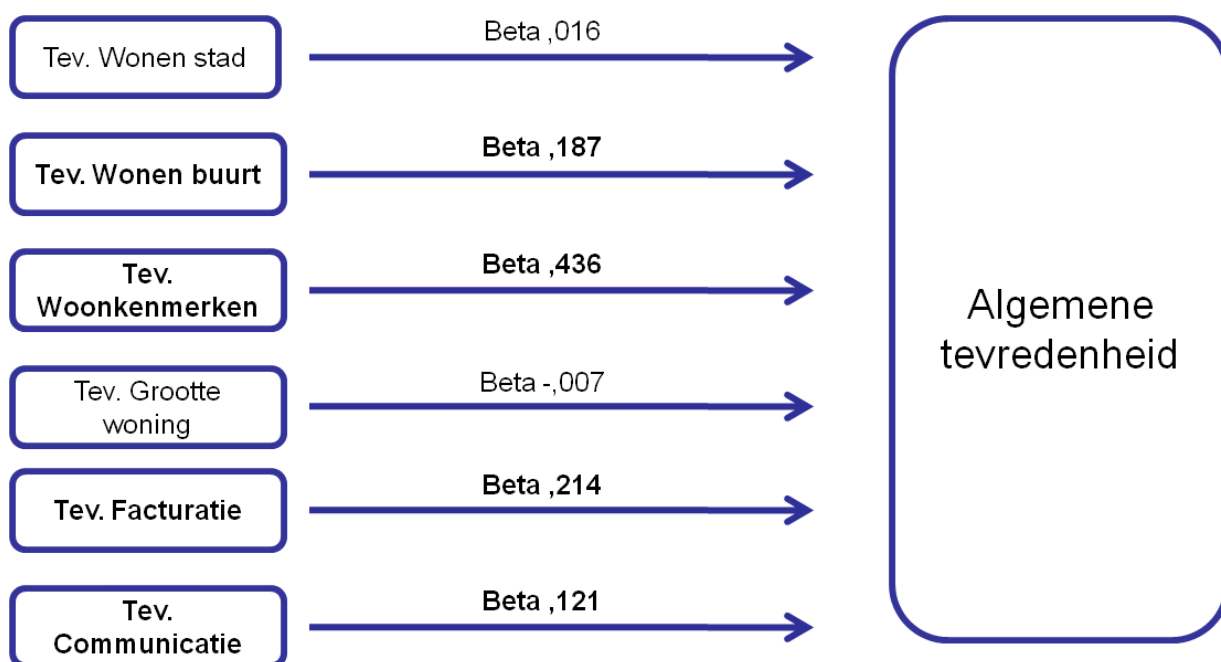 Tev. Wonen stad
Beta ,016
Tev. Wonen buurt
Beta ,187
Tev.
Woonkenmerken
Beta ,436
Tev. Grootte
woning
Beta -,007
Tev. Facturatie
Beta ,214
Tev.
Communicatie
Beta ,121
Algemene
tevredenheid